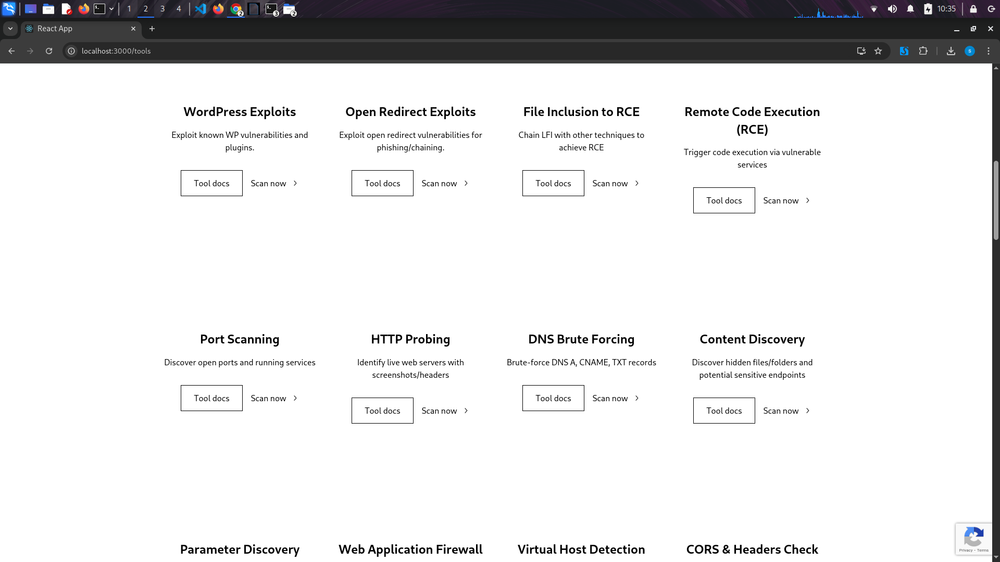 1 2 3 4 2 3 2 10:35
React App
localhost:3000/tools
S
WordPress Exploits
Exploit known WP vulnerabilities and
plugins.
Tool docs Scan now
Open Redirect Exploits
Exploit open redirect vulnerabilities for
phishing/chaining.
Tool docs Scan now
File Inclusion to RCE
Chain LFI with other techniques to
achieve RCE
Tool docs Scan now
Remote Code Execution
(RCE)
Trigger code execution via vulnerable
services
Tool docs Scan now
Port Scanning
Discover open ports and running services
Tool docs Scan now
HTTP Probing
Identify live web servers with
screenshots/headers
Tool docs Scan now
DNS Brute Forcing
Brute-force DNS A, CNAME, TXT records
Tool docs Scan now
Content Discovery
Discover hidden files/folders and
potential sensitive endpoints
Tool docs Scan now
Parameter Discovery
Web Application Firewall
Virtual Host Detection
CORS & Headers Check
Privacy - Terms